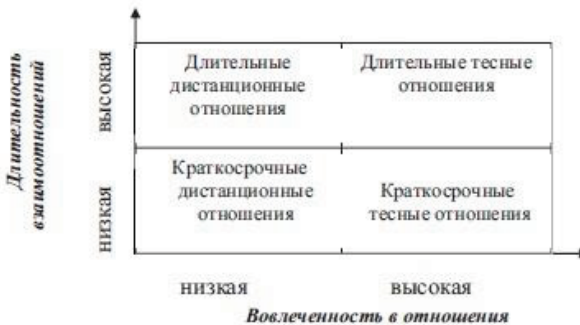 Длительность
взаимоотношений
высокая
Длительные
дистанционные
отношения
Длительные тесные
отношения
низкая
Краткосрочные
дистанционные
отношения
Краткосрочные
тесные отношения
низкая
высокая
Вовлеченность в отношения